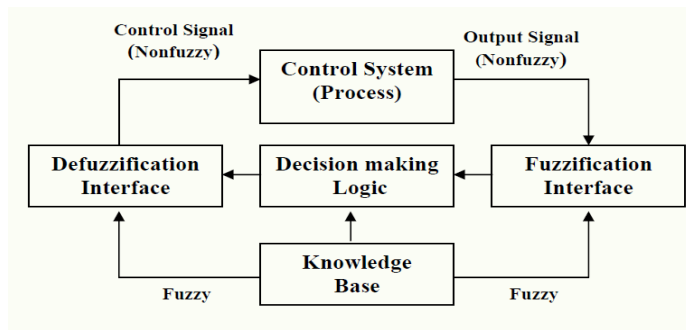 Control Signal
(Nonfuzzy)
Output Signal
(Nonfuzzy)
Control System
(Process)
Defuzzification
Interface
Decision making
Logic
Fuzzification
Interface
Knowledge
Base
Fuzzy
Fuzzy